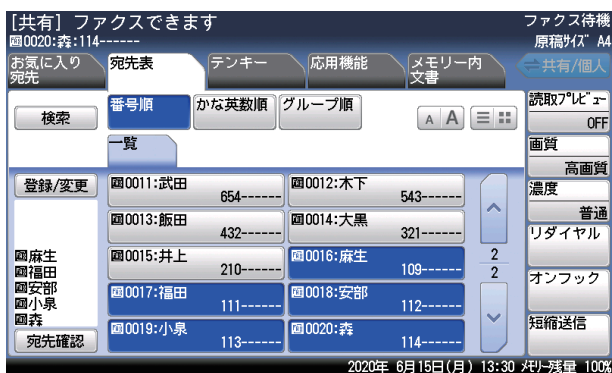 [共有] ファクスできます
ファクス待機
0020:森:114------
原稿ｻｲｽﾞ A4
お気に入り
宛先
宛先表
テンキー
応用機能
メモリー内
文書
共有/個人
検索
番号順
かな英数順
グループ順
A A
一覧
読取ﾌﾟﾚﾋﾞｭｰ
OFF
画質
高画質
濃度
普通
リダイヤル
オンフック
短縮送信
登録/変更
0011:武田
654------
0012:木下
543------
0013:飯田
432------
0014:大黒
321------
0015:井上
210------
0016:麻生
109------
0017:福田
111------
0018:安部
112------
0019:小泉
113------
0020:森
114------
2
2
麻生
福田
安部
小泉
森
宛先確認
2020年 6月15日(月) 13:30 ﾒﾓﾘｰ残量 100%